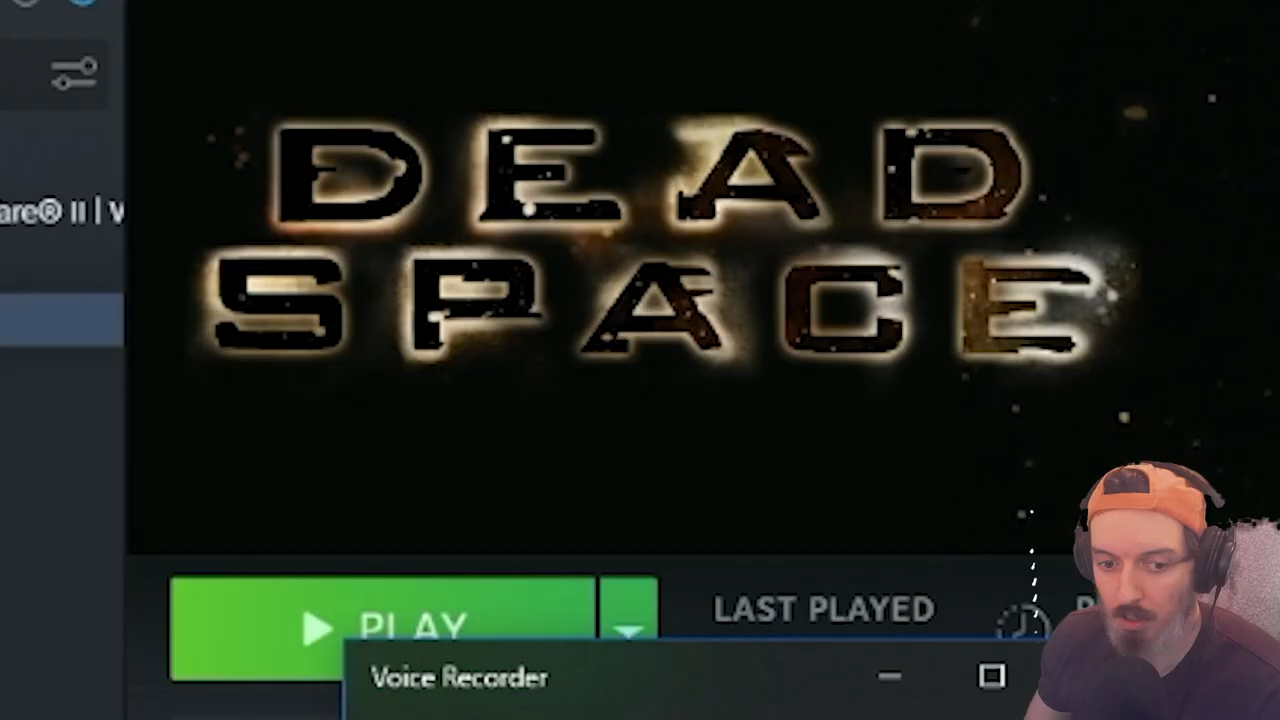 DEAD
SPACE
are® II | V
PLAY
LAST PLAYED
P
Voice Recorder